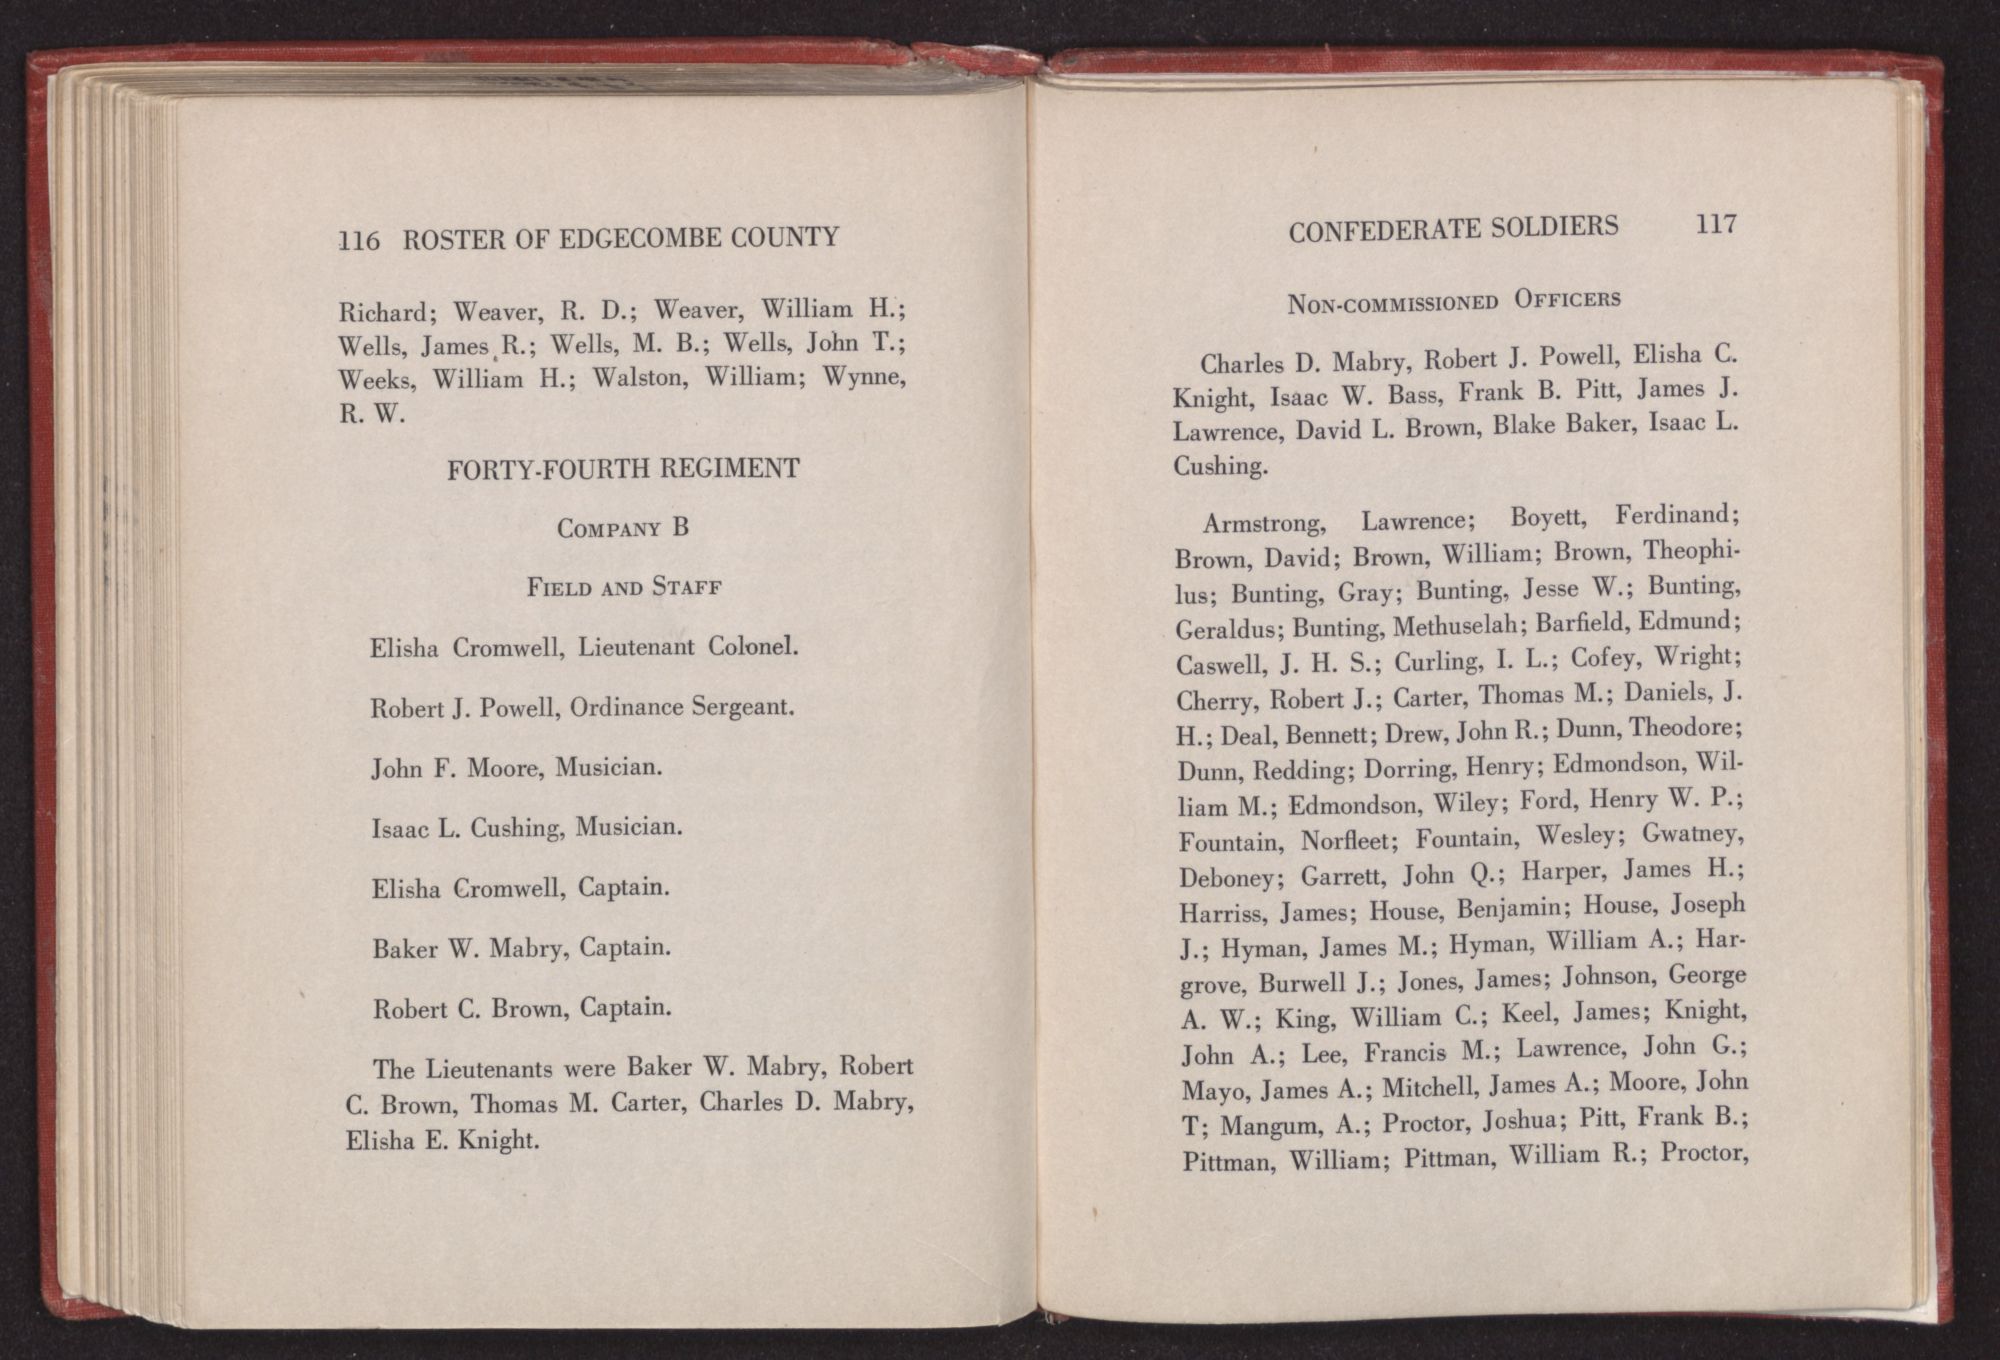 116 ROSTER OF EDGECOMBE COUNTY
Richard; Weaver, R. D.; Weaver, William H.;
Wells, James R.; Wells, M. B.; Wells, John T.;
Weeks, William H.; Walston, William; Wynne,
R. W.
FORTY-FOURTH REGIMENT
COMPANY B
FIELD AND STAFF
Elisha Cromwell, Lieutenant Colonel.
Robert J. Powell, Ordinance Sergeant.
John F. Moore, Musician.
Isaac L. Cushing, Musician.
Elisha Cromwell, Captain.
Baker W. Mabry, Captain.
Robert C. Brown, Captain.
The Lieutenants were Baker W. Mabry, Robert
C. Brown, Thomas M. Carter, Charles D. Mabry,
Elisha E. Knight.
CONFEDERATE SOLDIERS 117
NON-COMMISSIONED OFFICERS
Charles D. Mabry, Robert J. Powell, Elisha C.
Knight, Isaac W. Bass, Frank B. Pitt, James J.
Lawrence, David L. Brown, Blake Baker, Isaac L.
Cushing.
Armstrong, Lawrence; Boyett, Ferdinand;
Brown, David; Brown, William; Brown, Theophi-
lus; Bunting, Gray; Bunting, Jesse W.; Bunting,
Geraldus; Bunting, Methuselah; Barfield, Edmund;
Caswell, J. H. S.; Curling, I. L.; Cofey, Wright;
Cherry, Robert J.; Carter, Thomas M.; Daniels, J.
H.; Deal, Bennett; Drew, John R.; Dunn, Theodore;
Dunn, Redding; Dorring, Henry; Edmondson, Wil-
liam M.; Edmondson, Wiley; Ford, Henry W. P.;
Fountain, Norfleet; Fountain, Wesley; Gwatney,
Deboney; Garrett, John Q.; Harper, James H.;
Harriss, James; House, Benjamin; House, Joseph
J.; Hyman, James M.; Hyman, William A.; Har-
grove, Burwell J.; Jones, James; Johnson, George
A. W.; King, William C.; Keel, James; Knight,
John A.; Lee, Francis M.; Lawrence, John G.;
Mayo, James A.; Mitchell, James A.; Moore, John
T; Mangum, A.; Proctor, Joshua; Pitt, Frank B.;
Pittman, William; Pittman, William R.; Proctor,